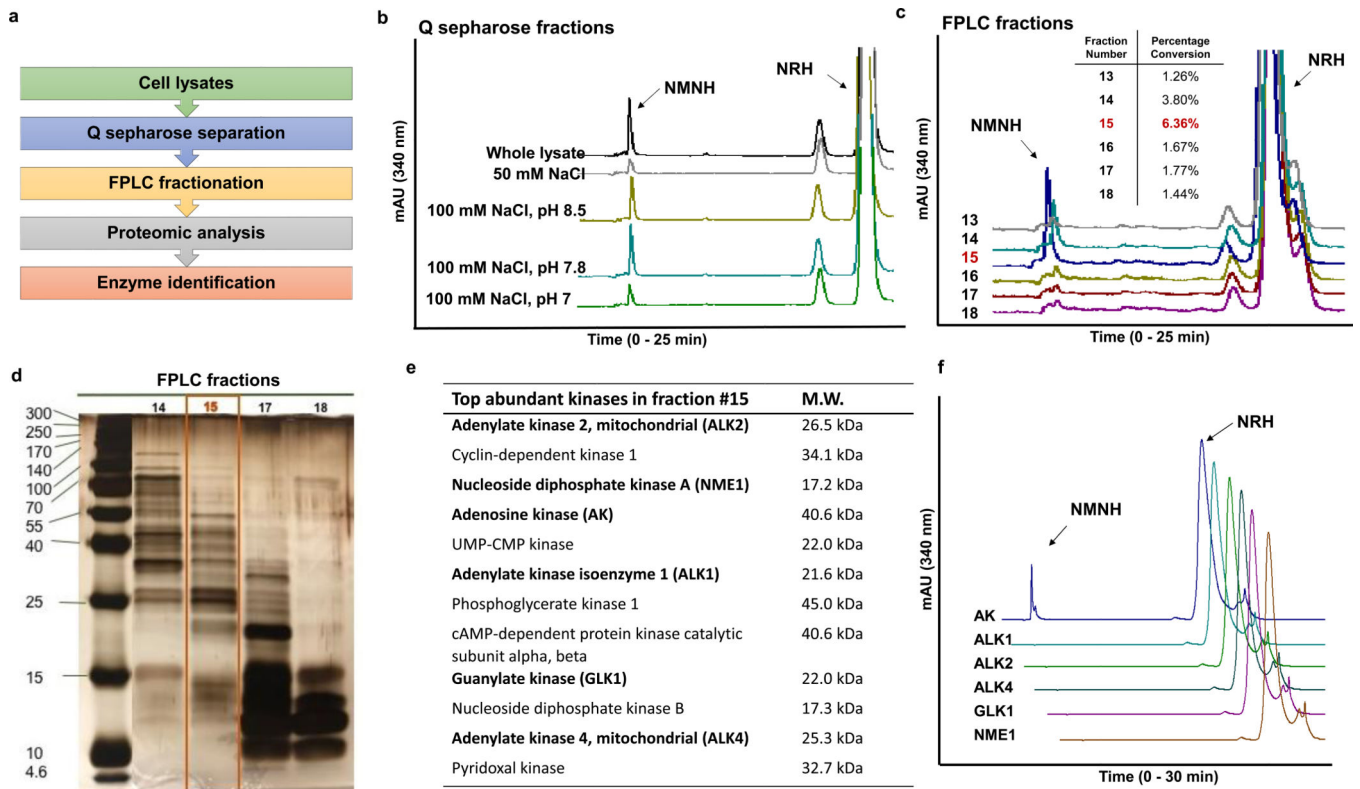 a
Cell lysates
Q sepharose separation
FPLC fractionation
Proteomic analysis
Enzyme identification
b
Q sepharose fractions
mAU (340 nm)
NMNH
NRH
Whole lysate
50 mM NaCl
100 mM NaCl, pH 8.5
100 mM NaCl, pH 7.8
100 mM NaCl, pH 7
Time (0 - 25 min)
c
FPLC fractions
Fraction Number
Percentage Conversion
13 1.26%
14 3.80%
15 6.36%
16 1.67%
17 1.77%
18 1.44%
NRH
NMNH
mAU (340 nm)
13
14
15
16
17
18
Time (0 - 25 min)
d
FPLC fractions
14 15 17 18
300
250
170
140
100
70
55
40
25
15
10
4.6
e
Top abundant kinases in fraction #15 M.W.
Adenylate kinase 2, mitochondrial (ALK2) 26.5 kDa
Cyclin-dependent kinase 1 34.1 kDa
Nucleoside diphosphate kinase A (NME1) 17.2 kDa
Adenosine kinase (AK) 40.6 kDa
UMP-CMP kinase 22.0 kDa
Adenylate kinase isoenzyme 1 (ALK1) 21.6 kDa
Phosphoglycerate kinase 1 45.0 kDa
cAMP-dependent protein kinase catalytic 40.6 kDa
subunit alpha, beta
Guanylate kinase (GLK1) 22.0 kDa
Nucleoside diphosphate kinase B 17.3 kDa
Adenylate kinase 4, mitochondrial (ALK4) 25.3 kDa
Pyridoxal kinase 32.7 kDa
f
NRH
NMNH
mAU (340 nm)
AK
ALK1
ALK2
ALK4
GLK1
NME1
Time (0 - 30 min)